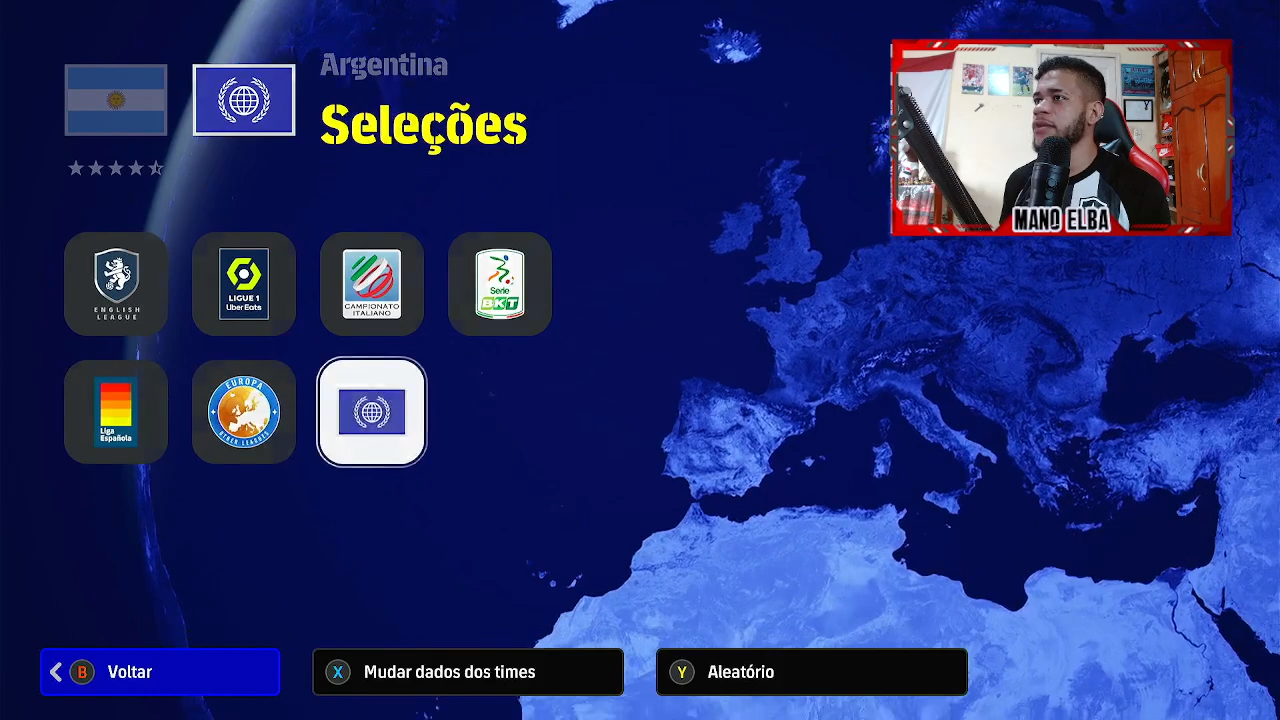 Argentina
Seleções
MANO ELBA
ENGLISH
LEAGUE
LIGUE 1
Uber Eats
CAMPIONATO
ITALIANO
Serie
BKT
Liga
Española
EUROPA
OTHER LEAGUES
B Voltar
X Mudar dados dos times
Y Aleatório